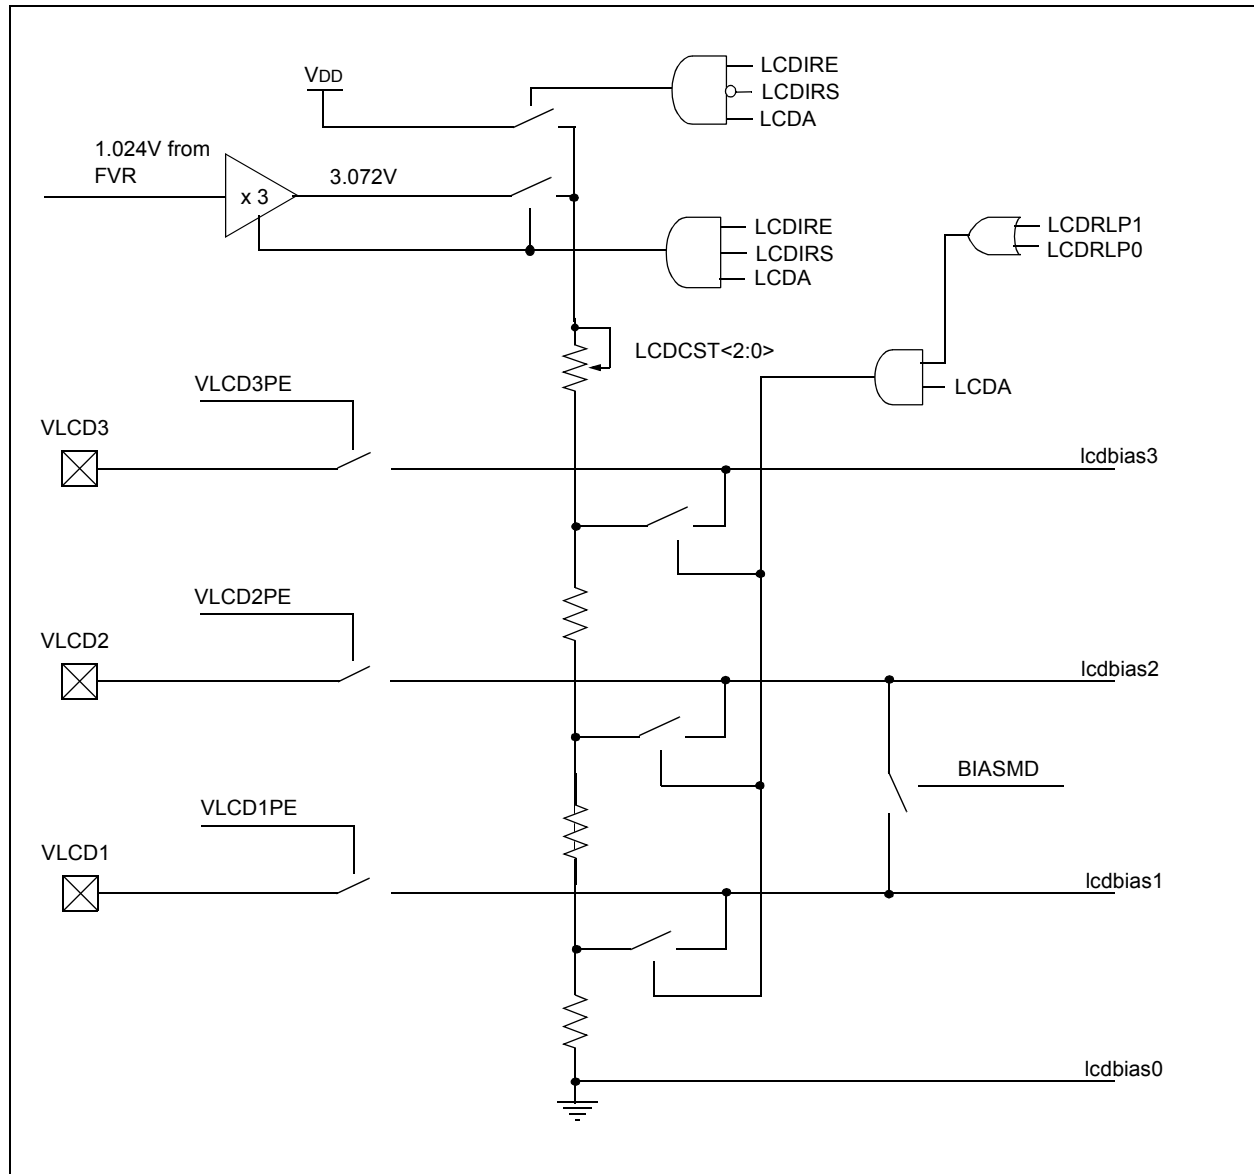 VDD
LCDIRE
LCDIRS
LCDA
1.024V from
FVR
x 3
3.072V
LCDIRE
LCDIRS
LCDA
LCDRLP1
LCDRLP0
LCDCST<2:0>
LCDA
VLCD3PE
VLCD3
lcdbias3
VLCD2PE
VLCD2
lcdbias2
BIASMD
VLCD1PE
VLCD1
lcdbias1
lcdbias0